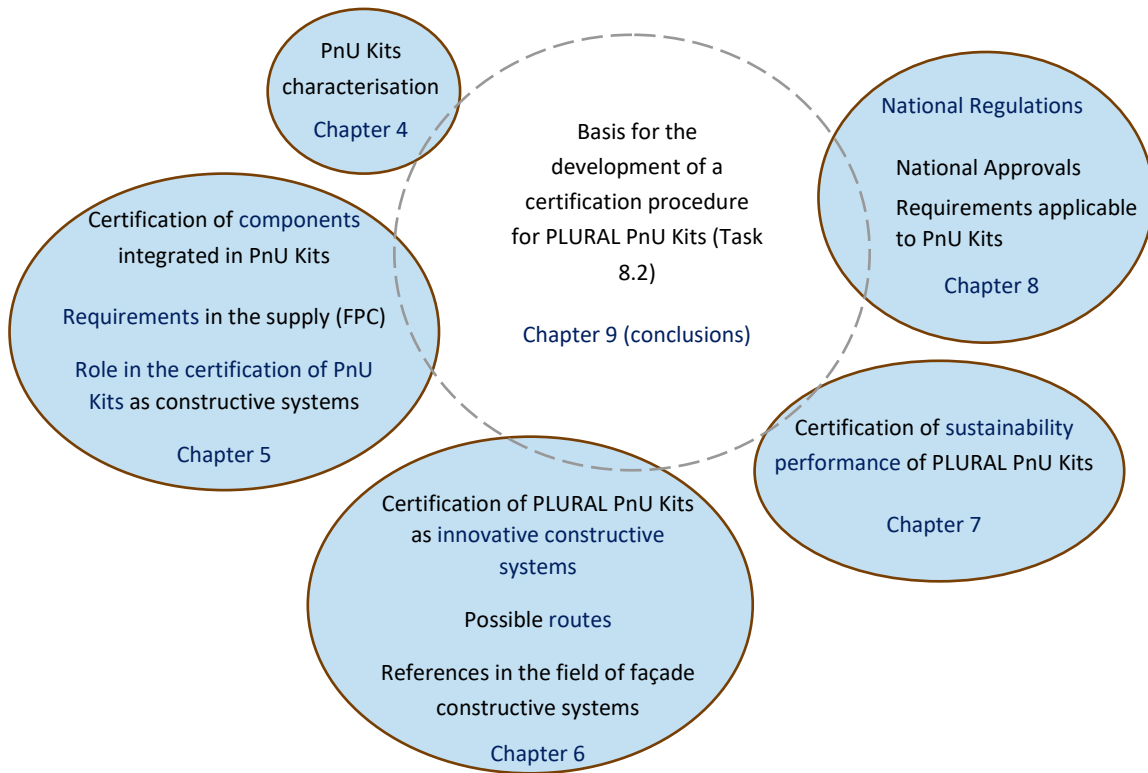 PnU Kits
characterisation
Chapter 4
Basis for the
development of a
certification procedure
for PLURAL PnU Kits (Task
8.2)
Chapter 9 (conclusions)
National Regulations
National Approvals
Requirements applicable
to PnU Kits
Chapter 8
Certification of components
integrated in PnU Kits
Requirements in the supply (FPC)
Role in the certification of PnU
Kits as constructive systems
Chapter 5
Certification of sustainability
performance of PLURAL PnU Kits
Chapter 7
Certification of PLURAL PnU Kits
as innovative constructive
systems
Possible routes
References in the field of façade
constructive systems
Chapter 6